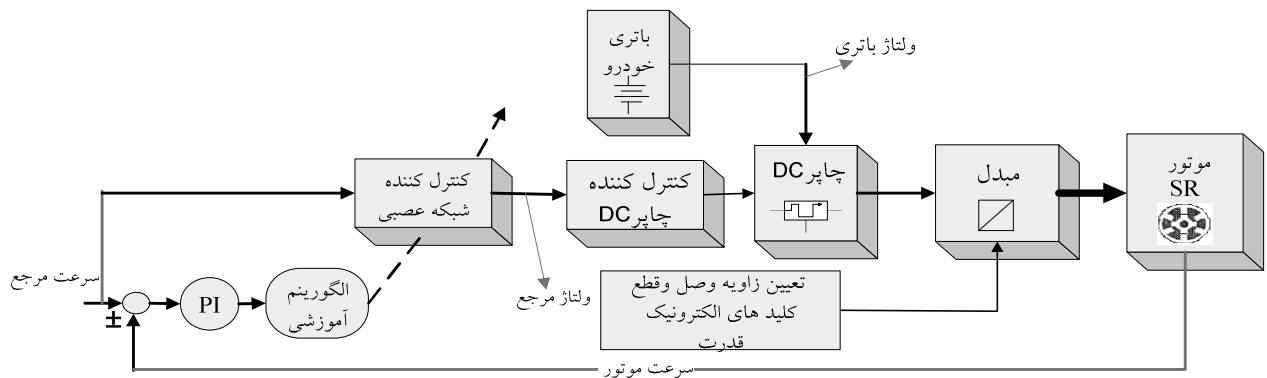 باتری
خودرو
ولتاژ باتری
کنترل کننده
شبکه عصبی
کنترل کننده
چاپرDC
چاپرDC
مبدل
موتور
SR
سرعت مرجع
±
PI
الگورینم
آموزشی
ولتاژ مرجع
تعیین زاویه وصل وقطع
کلید های الکترونیک
قدرت
سرعت موتور